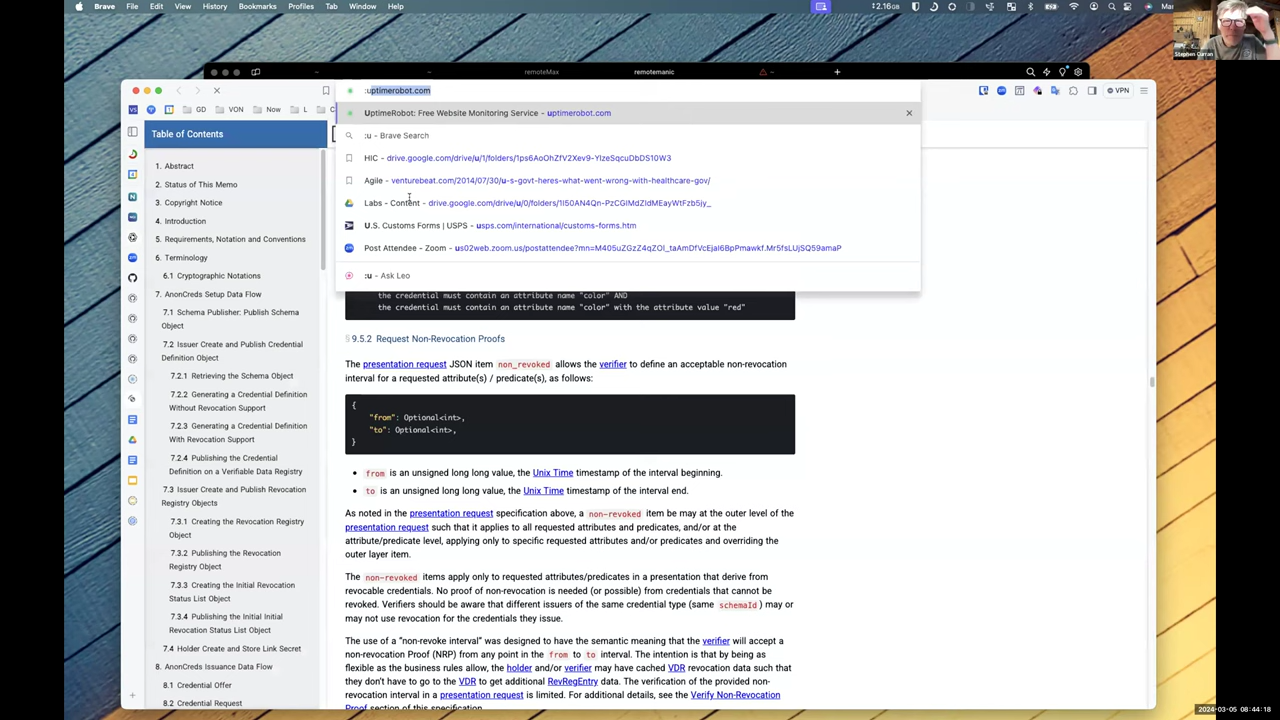 Brave File Edit View History Bookmarks Profiles Tab Window Help
2.16GB
Stephen Curran
remoteMax
remotemanic
:uptimerobot.com
VPN
GD VON Now
UptimeRobot: Free Website Monitoring Service - uptimerobot.com
:u - Brave Search
HIC - drive.google.com/drive/u/1/folders/1ps6AoOhZfV2Xev9-YIzeSqcuDbDS10W3
Agile - venturebeat.com/2014/07/30/u-s-govt-heres-what-went-wrong-with-healthcare-gov/
Labs - Content - drive.google.com/drive/u/0/folders/1I50AN4Qn-PzCGIMdZIdMEayWtFzb5jy_
U.S. Customs Forms | USPS - usps.com/international/customs-forms.htm
Post Attendee - Zoom - us02web.zoom.us/postattendee?mn=M405uZGzZ4qZOI_taAmDfVcEjaI6BpPmawkf.Mr5fsLUjSQ59amaP
:u - Ask Leo
Table of Contents
1. Abstract
2. Status of This Memo
3. Copyright Notice
4. Introduction
5. Requirements, Notation and Conventions
6. Terminology
6.1 Cryptographic Notations
7. AnonCreds Setup Data Flow
7.1 Schema Publisher: Publish Schema
Object
7.2 Issuer Create and Publish Credential
Definition Object
7.2.1 Retrieving the Schema Object
7.2.2 Generating a Credential Definition
Without Revocation Support
7.2.3 Generating a Credential Definition
With Revocation Support
7.2.4 Publishing the Credential
Definition on a Verifiable Data Registry
7.3 Issuer Create and Publish Revocation
Registry Objects
7.3.1 Creating the Revocation Registry
Object
7.3.2 Publishing the Revocation
Registry Object
7.3.3 Creating the Initial Revocation
Status List Object
7.3.4 Publishing the Initial Initial
Revocation Status List Object
7.4 Holder Create and Store Link Secret
8. AnonCreds Issuance Data Flow
8.1 Credential Offer
8.2 Credential Request
the credential must contain an attribute name "color" AND
the credential must contain an attribute name "color" with the attribute value "red"
§ 9.5.2 Request Non-Revocation Proofs
The presentation request JSON item non_revoked allows the verifier to define an acceptable non-revocation
interval for a requested attribute(s) / predicate(s), as follows:
{
"from": Optional<int>,
"to": Optional<int>,
}
• from is an unsigned long long value, the Unix Time timestamp of the interval beginning.
• to is an unsigned long long value, the Unix Time timestamp of the interval end.
As noted in the presentation request specification above, a non-revoked item be may at the outer level of the
presentation request such that it applies to all requested attributes and predicates, and/or at the
attribute/predicate level, applying only to specific requested attributes and/or predicates and overriding the
outer layer item.
The non-revoked items apply only to requested attributes/predicates in a presentation that derive from
revocable credentials. No proof of non-revocation is needed (or possible) from credentials that cannot be
revoked. Verifiers should be aware that different issuers of the same credential type (same schemaId) may or
may not use revocation for the credentials they issue.
The use of a "non-revoke interval" was designed to have the semantic meaning that the verifier will accept a
non-revocation Proof (NRP) from any point in the from to to interval. The intention is that by being as
flexible as the business rules allow, the holder and/or verifier may have cached VDR revocation data such that
they don't have to go to the VDR to get additional RevRegEntry data. The verification of the provided non-
revocation interval in a presentation request is limited. For additional details, see the Verify Non-Revocation
Proof section of this specification.
2024-03-05 08:44:18